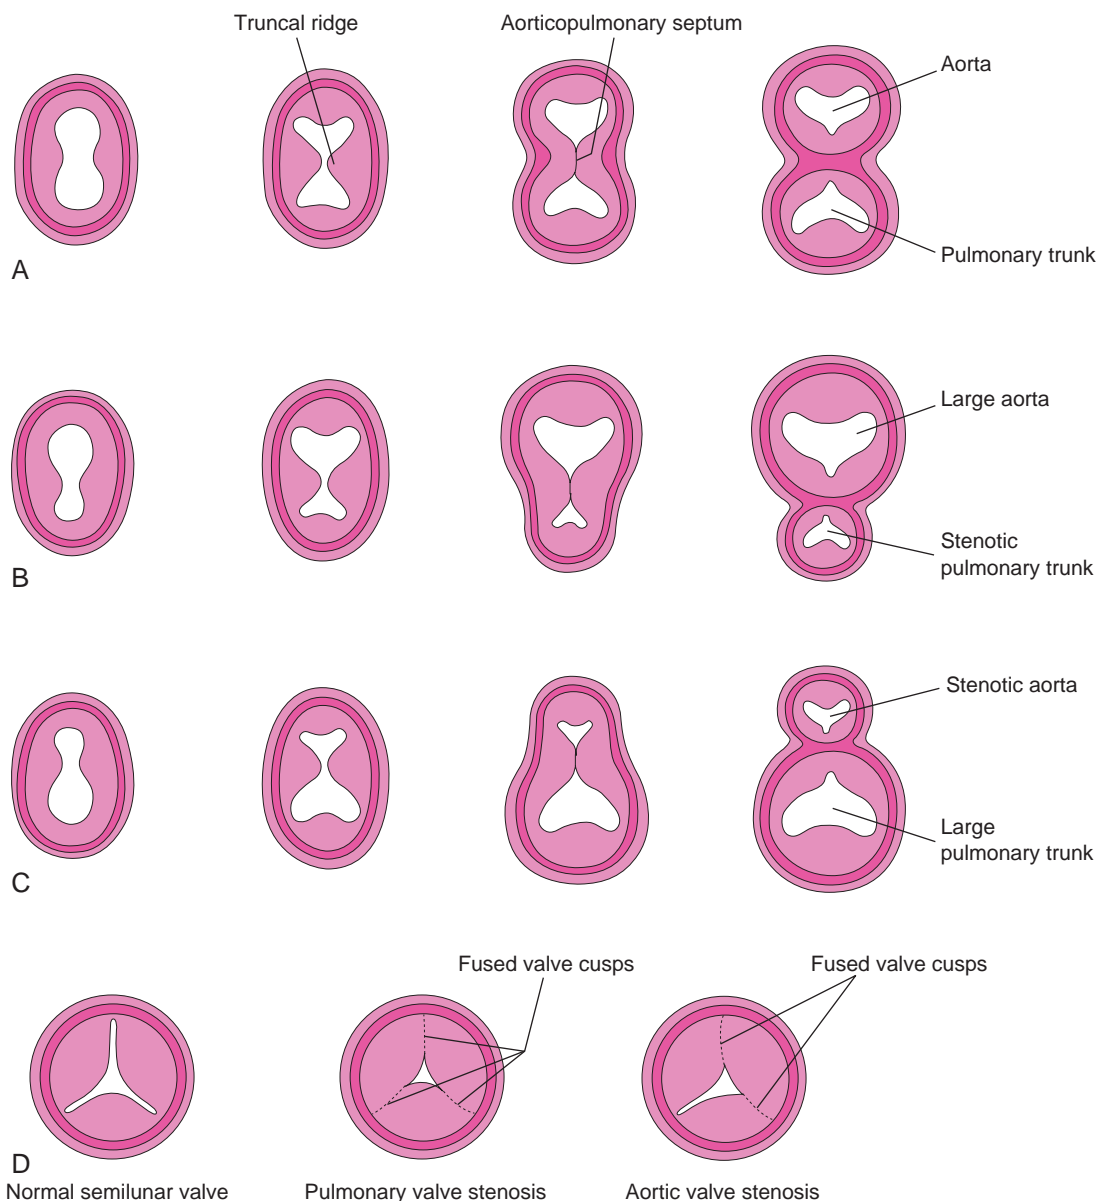 Truncal ridge
Aorticopulmonary septum
Aorta
Pulmonary trunk
A
Large aorta
Stenotic
pulmonary trunk
B
Stenotic aorta
Large
pulmonary trunk
C
Fused valve cusps
Fused valve cusps
D
Normal semilunar valve
Pulmonary valve stenosis
Aortic valve stenosis